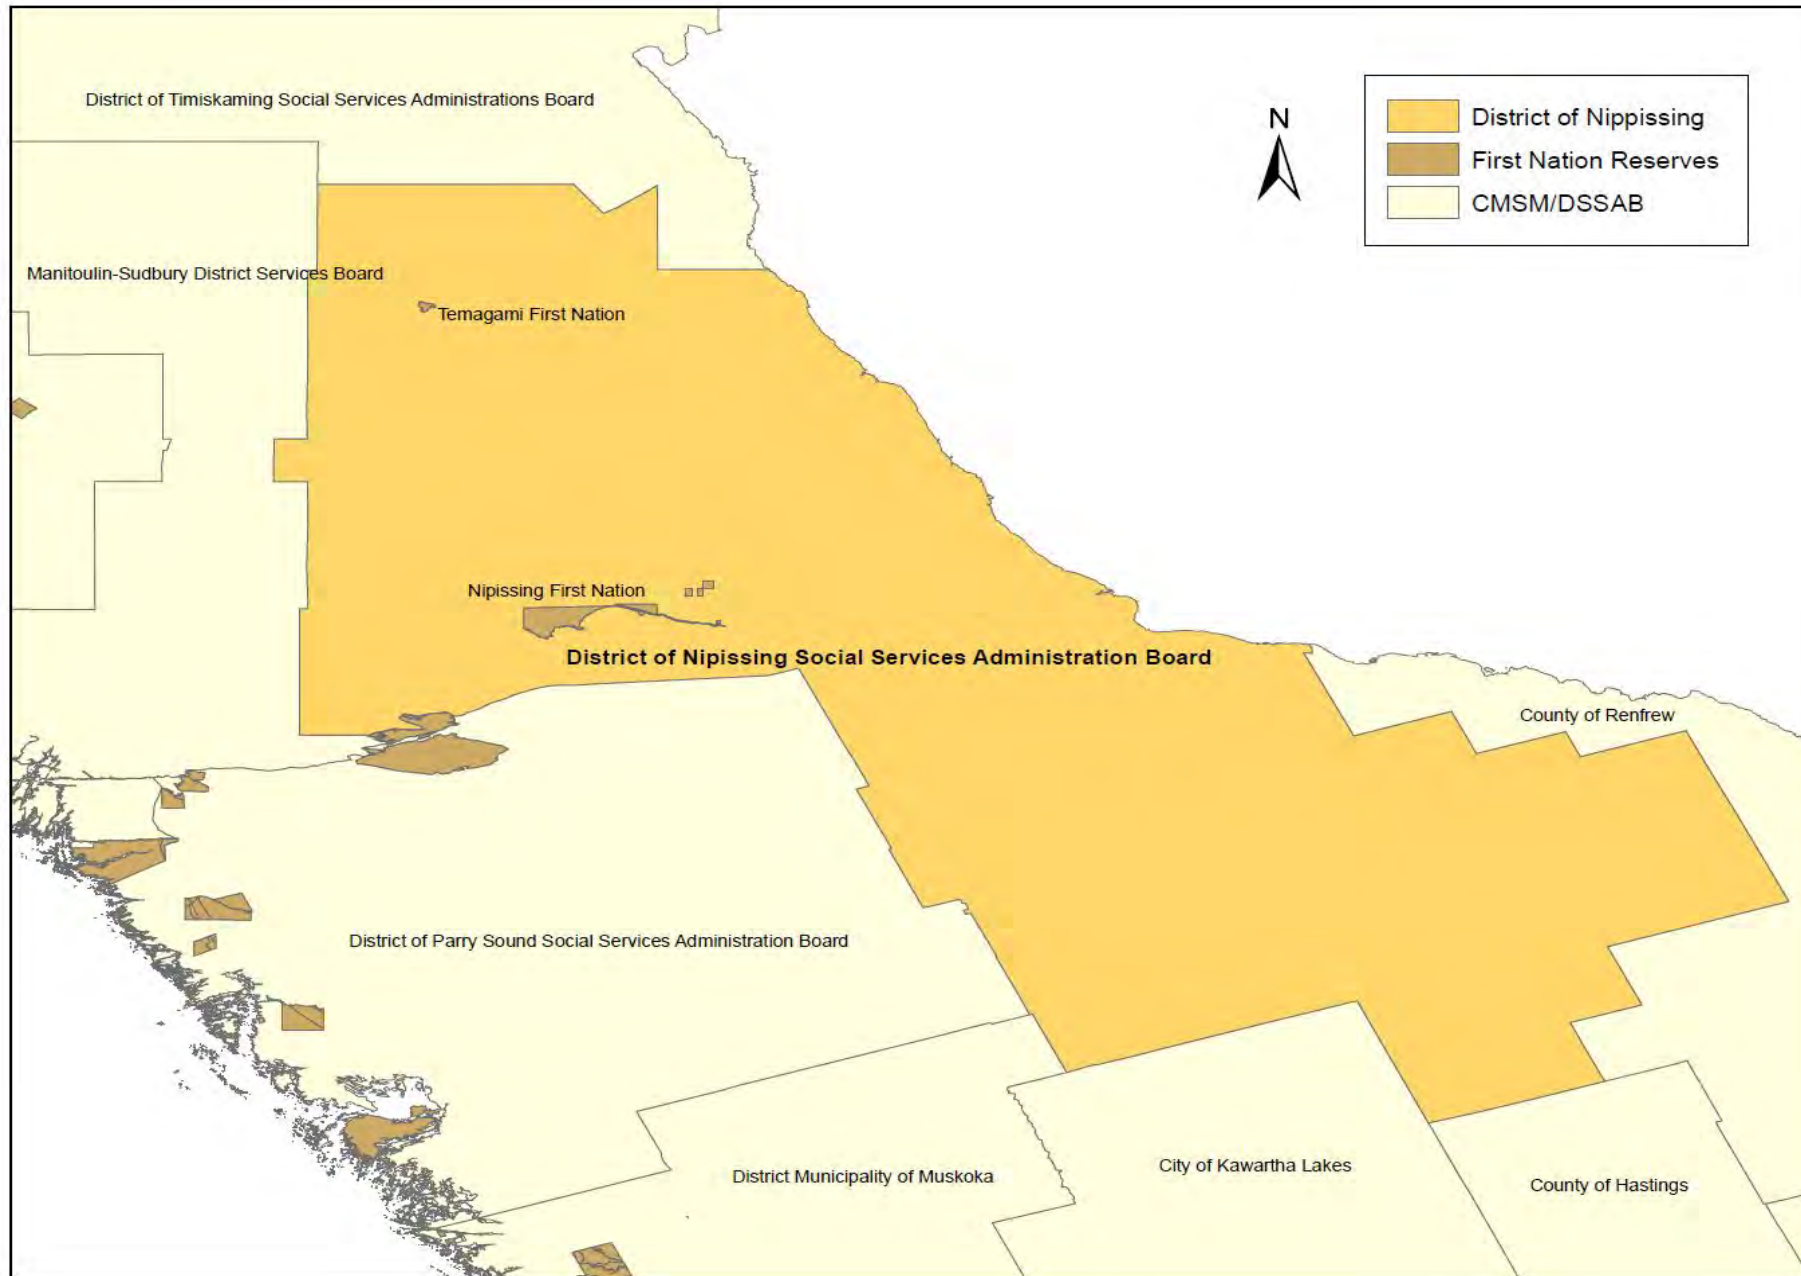 District of Timiskaming Social Services Administrations Board
N
District of Nippissing
First Nation Reserves
CMSM/DSSAB
Manitoulin-Sudbury District Services Board
Temagami First Nation
Nipissing First Nation
District of Nipissing Social Services Administration Board
County of Renfrew
District of Parry Sound Social Services Administration Board
District Municipality of Muskoka
City of Kawartha Lakes
County of Hastings